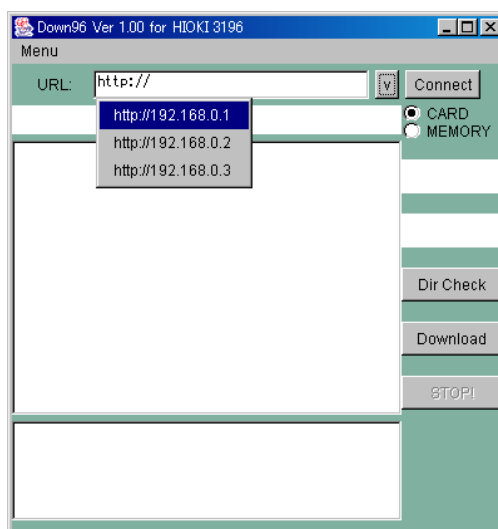 Down96 Ver 1.00 for HIOKI 3196
Menu
URL: http:// v Connect
http://192.168.0.1
http://192.168.0.2
http://192.168.0.3
CARD
MEMORY
Dir Check
Download
STOP!